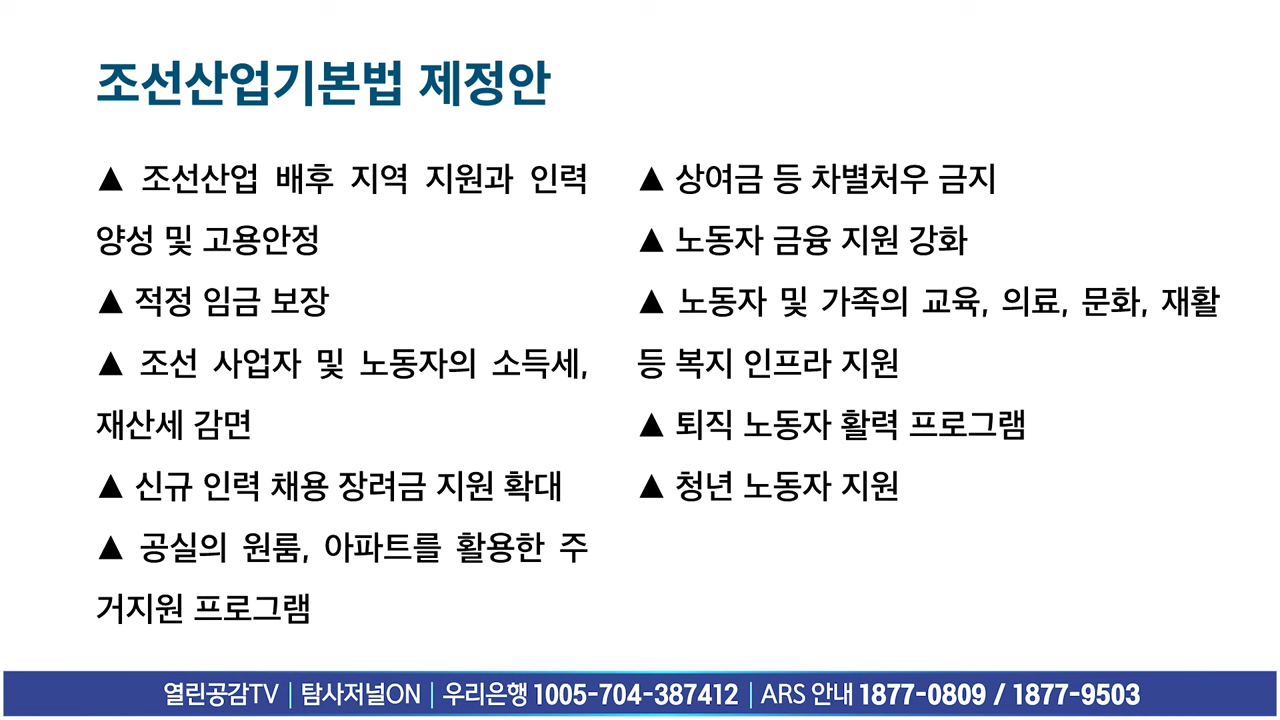 조선산업기본법 제정안
▲ 조선산업 배후 지역 지원과 인력
양성 및 고용안정
▲ 적정 임금 보장
▲ 조선 사업자 및 노동자의 소득세,
재산세 감면
▲ 신규 인력 채용 장려금 지원 확대
▲ 공실의 원룸, 아파트를 활용한 주
거지원 프로그램
▲ 상여금 등 차별처우 금지
▲ 노동자 금융 지원 강화
▲ 노동자 및 가족의 교육, 의료, 문화, 재활
등 복지 인프라 지원
▲ 퇴직 노동자 활력 프로그램
▲ 청년 노동자 지원
열린공감TV | 탐사저널ON | 우리은행 1005-704-387412 | ARS 안내 1877-0809 / 1877-9503